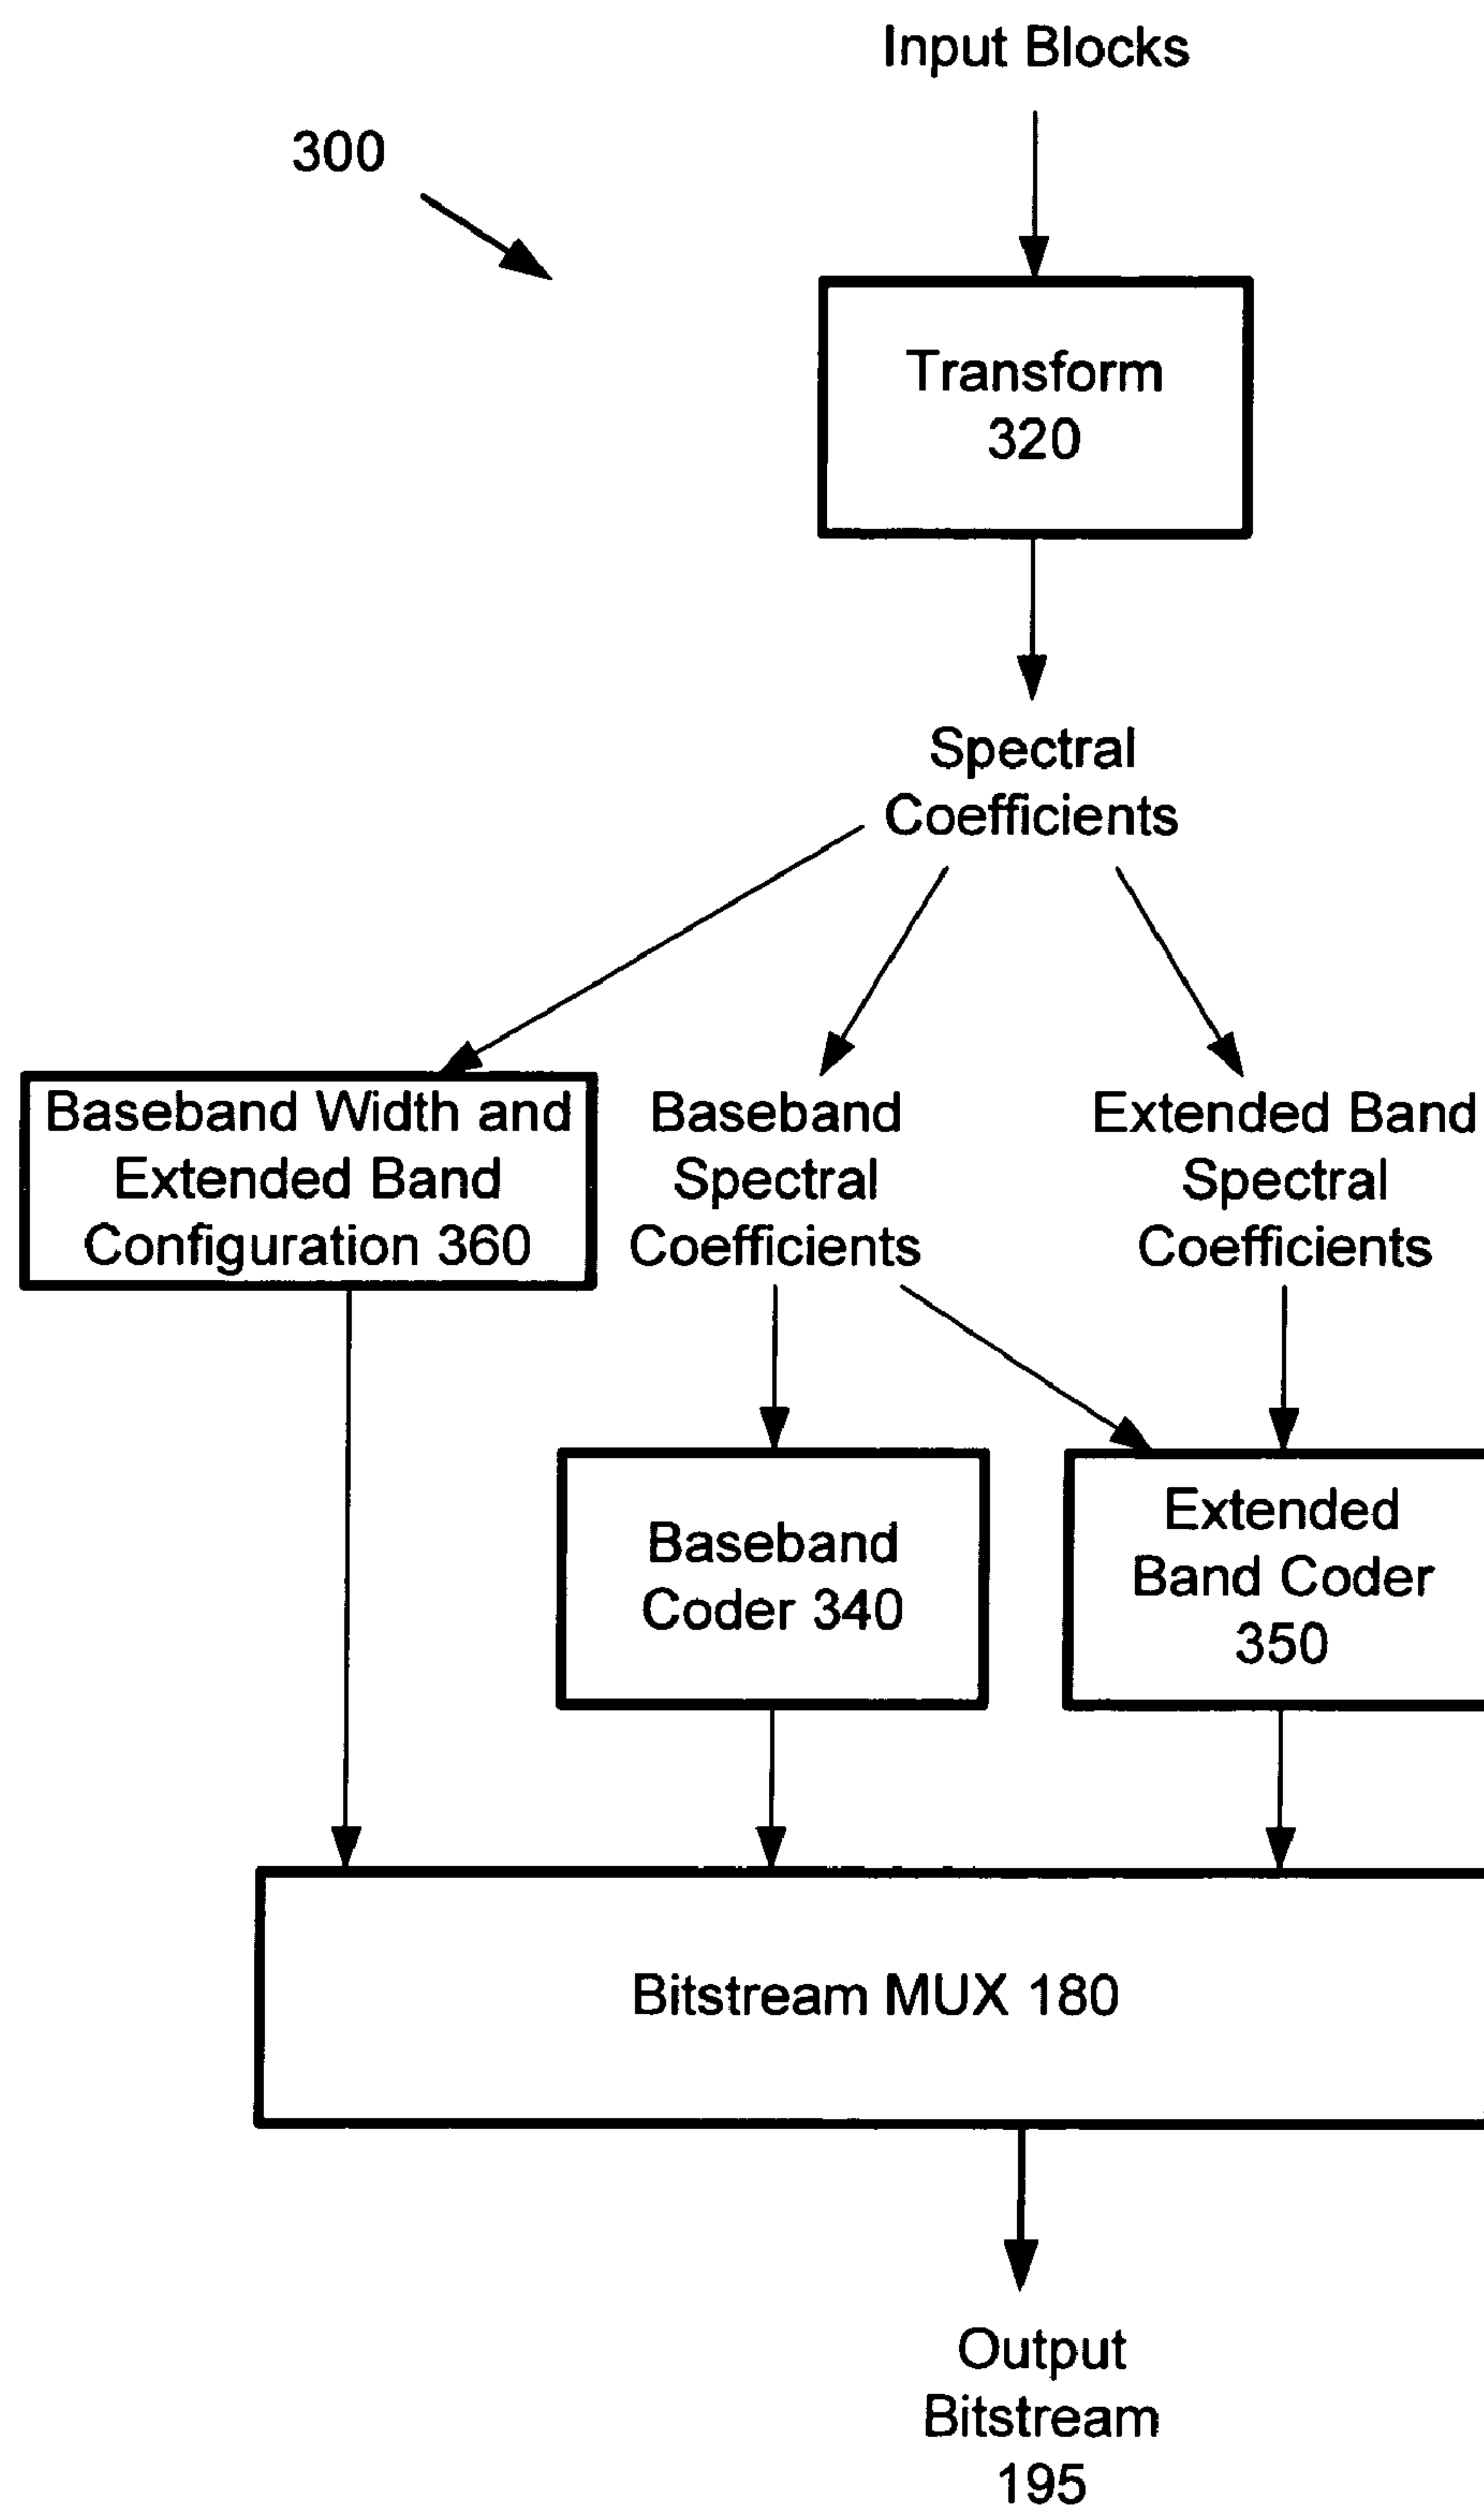 Input Blocks
300
Transform
320
Spectral
Coefficients
Baseband Width and
Extended Band
Configuration 360
Baseband
Spectral
Coefficients
Extended Band
Spectral
Coefficients
Baseband
Coder 340
Extended
Band Coder
350
Bitstream MUX 180
Output
Bitstream
195